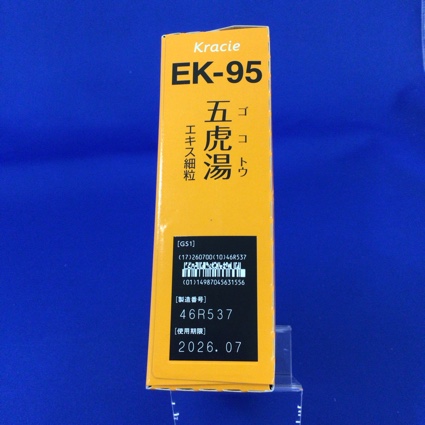 Kracie
EK-95
五虎湯
ゴコトウ
エキス細粒
[GS1]
(17)260700(10)46R537
(01)14987045631556
[製造番号]
46R537
[使用期限]
2026.07